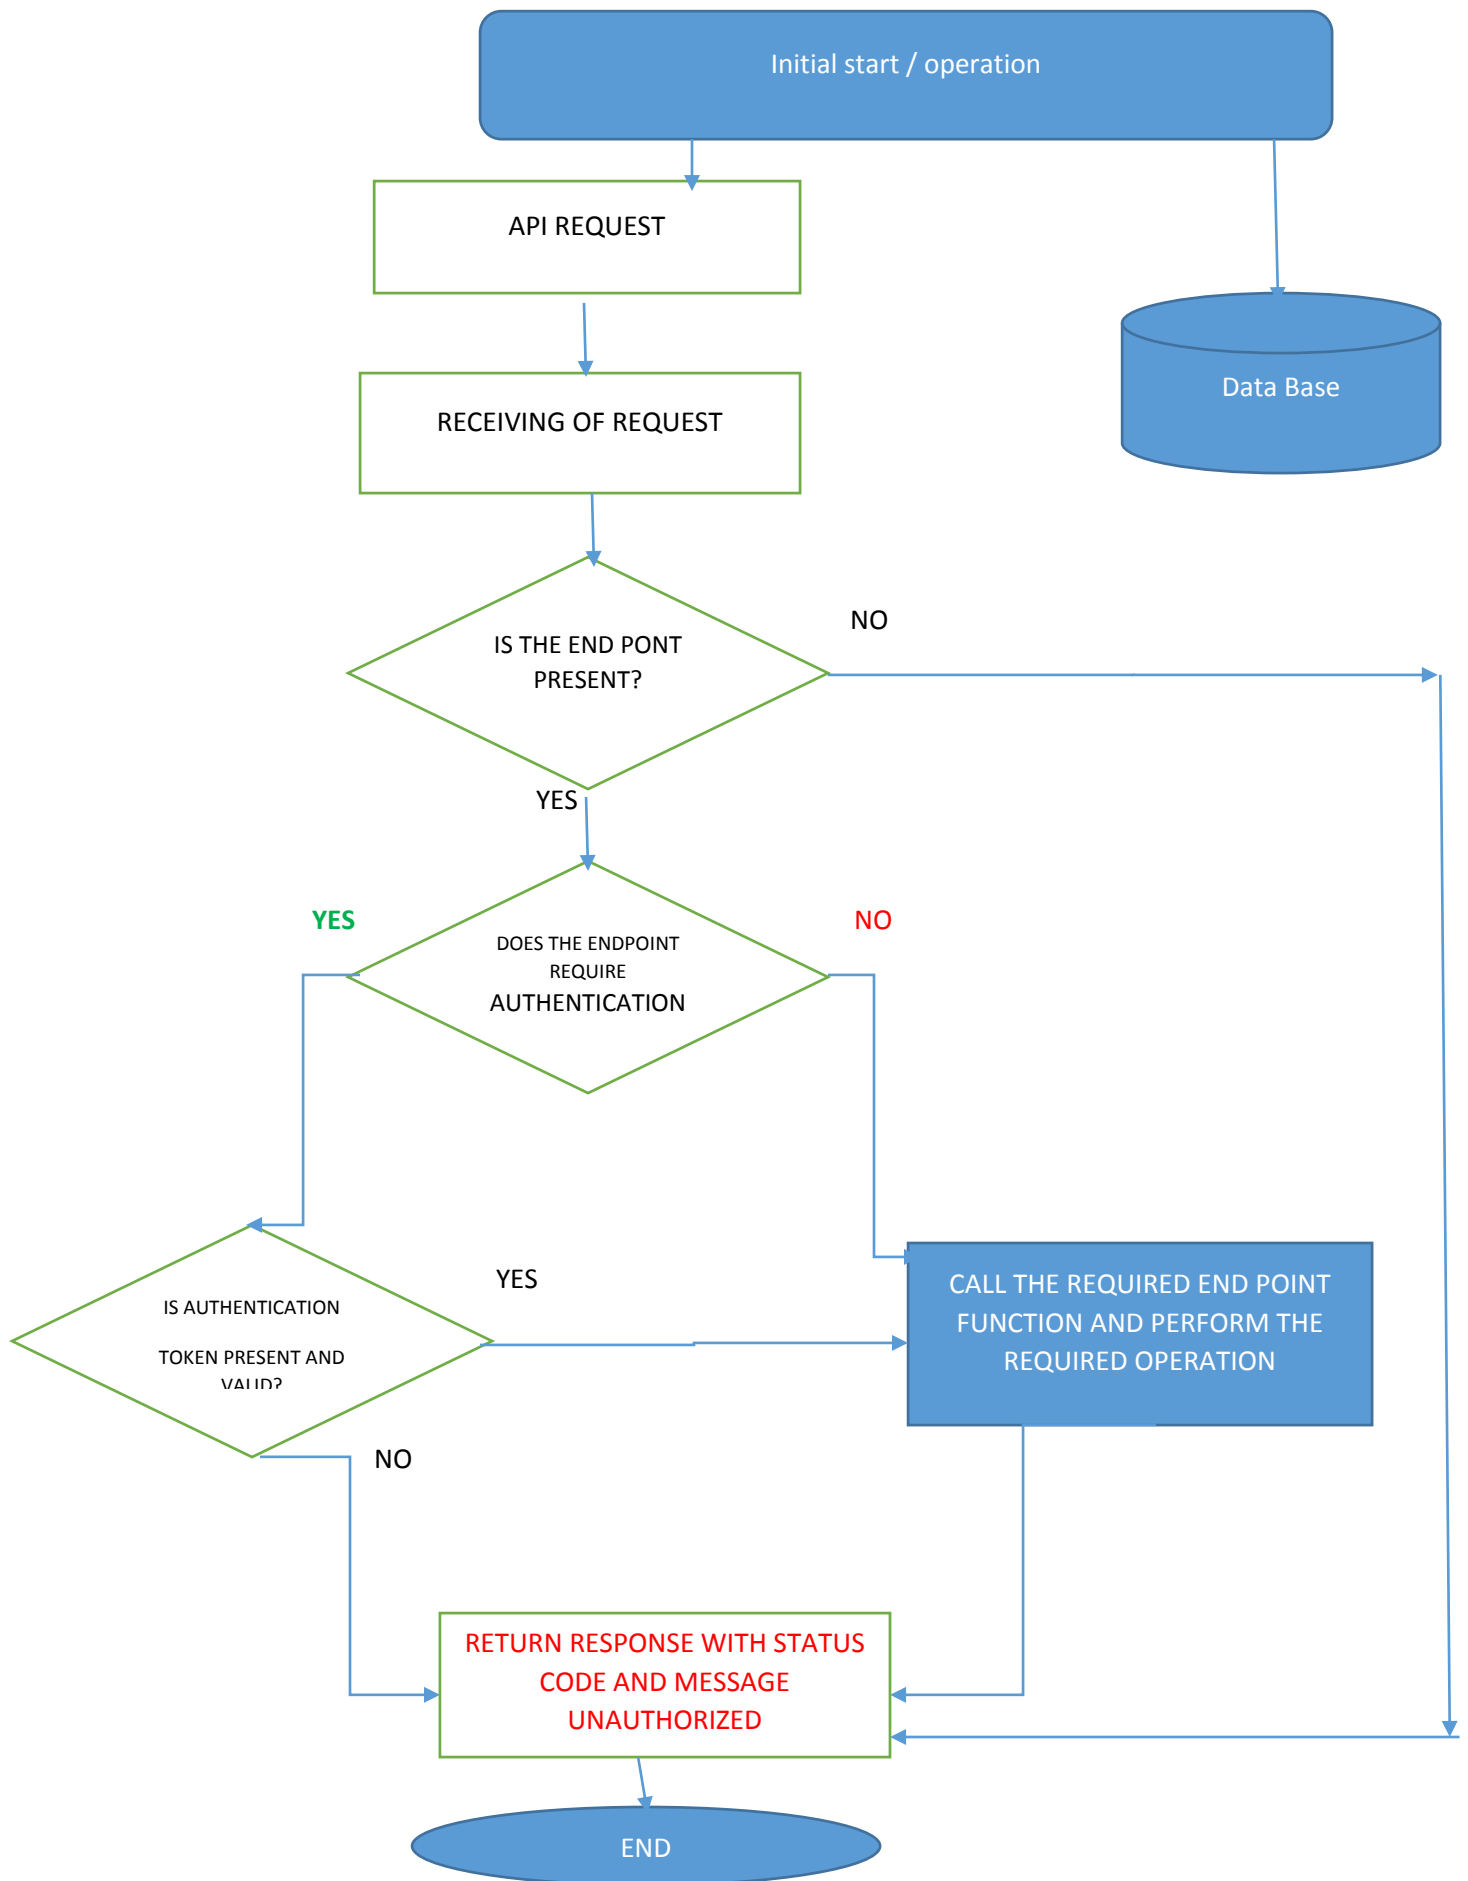 Initial start / operation
API REQUEST
Data Base
RECEIVING OF REQUEST
NO
IS THE END PONT
PRESENT?
YES
YES
NO
DOES THE ENDPOINT
REQUIRE
AUTHENTICATION
YES
CALL THE REQUIRED END POINT
FUNCTION AND PERFORM THE
REQUIRED OPERATION
IS AUTHENTICATION
TOKEN PRESENT AND
VALID?
NO
RETURN RESPONSE WITH STATUS
CODE AND MESSAGE
UNAUTHORIZED
END